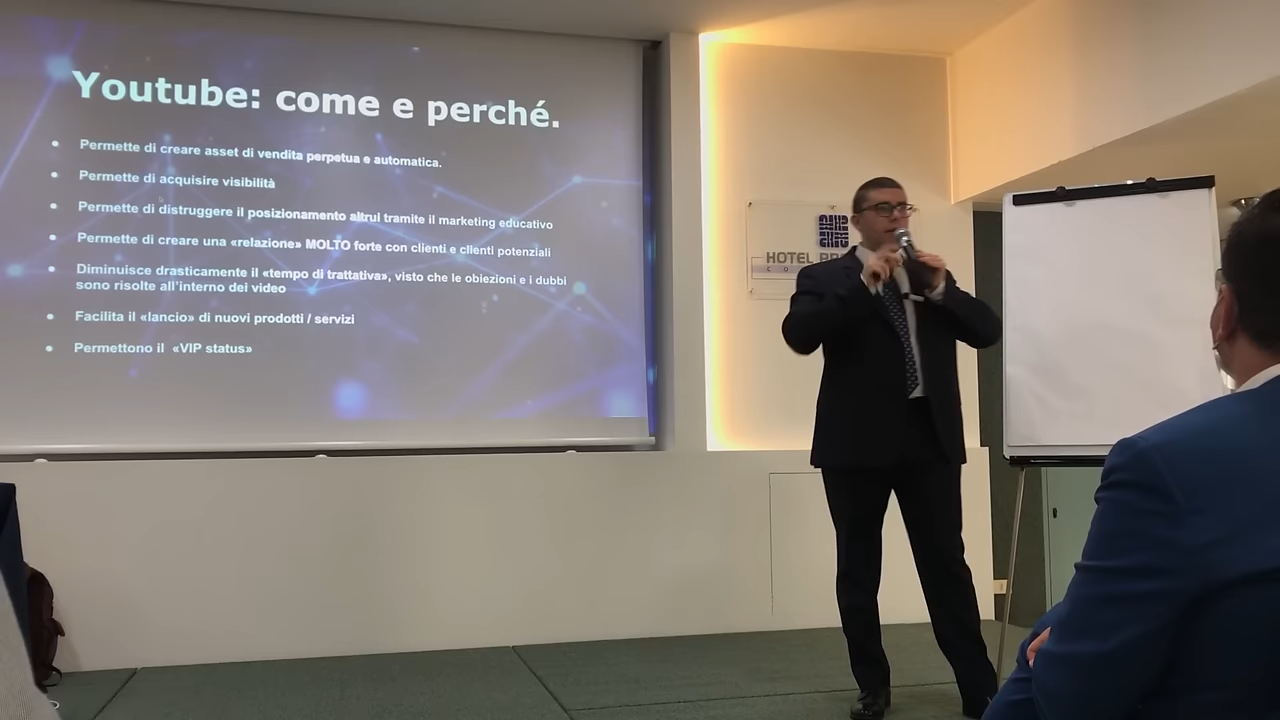 Youtube: come e perché.
• Permette di creare asset di vendita perpetua e automatica.
• Permette di acquisire visibilità
• Permette di distruggere il posizionamento altrui tramite il marketing educativo
• Permette di creare una «relazione» MOLTO forte con clienti e clienti potenziali
• Diminuisce drasticamente il «tempo di trattativa», visto che le obiezioni e i dubbi
sono risolte all'interno dei video
• Facilita il «lancio» di nuovi prodotti / servizi
• Permettono il «VIP status»
HOTEL